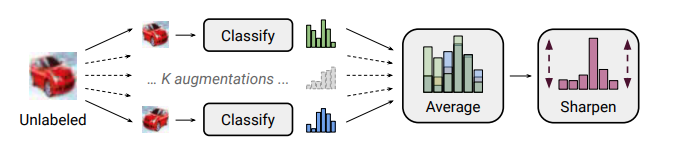 Classify
... K augmentations ...
Unlabeled
Classify
Average
Sharpen